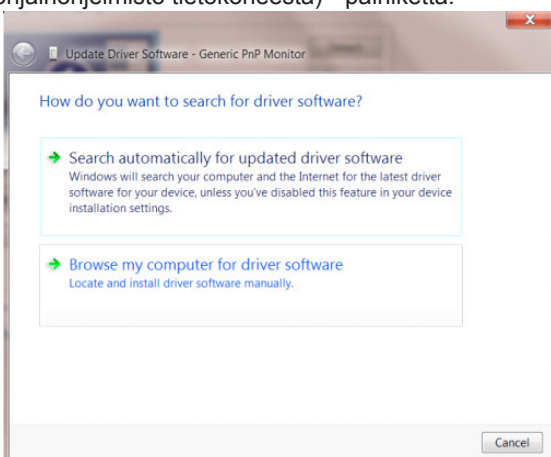 ohjainohjelmisto tietokoneesta) - painiketta.
Update Driver Software - Generic PnP Monitor
How do you want to search for driver software?
Search automatically for updated driver software
Windows will search your computer and the Internet for the latest driver
software for your device, unless you've disabled this feature in your device
installation settings.
Browse my computer for driver software
Locate and install driver software manually.
Cancel